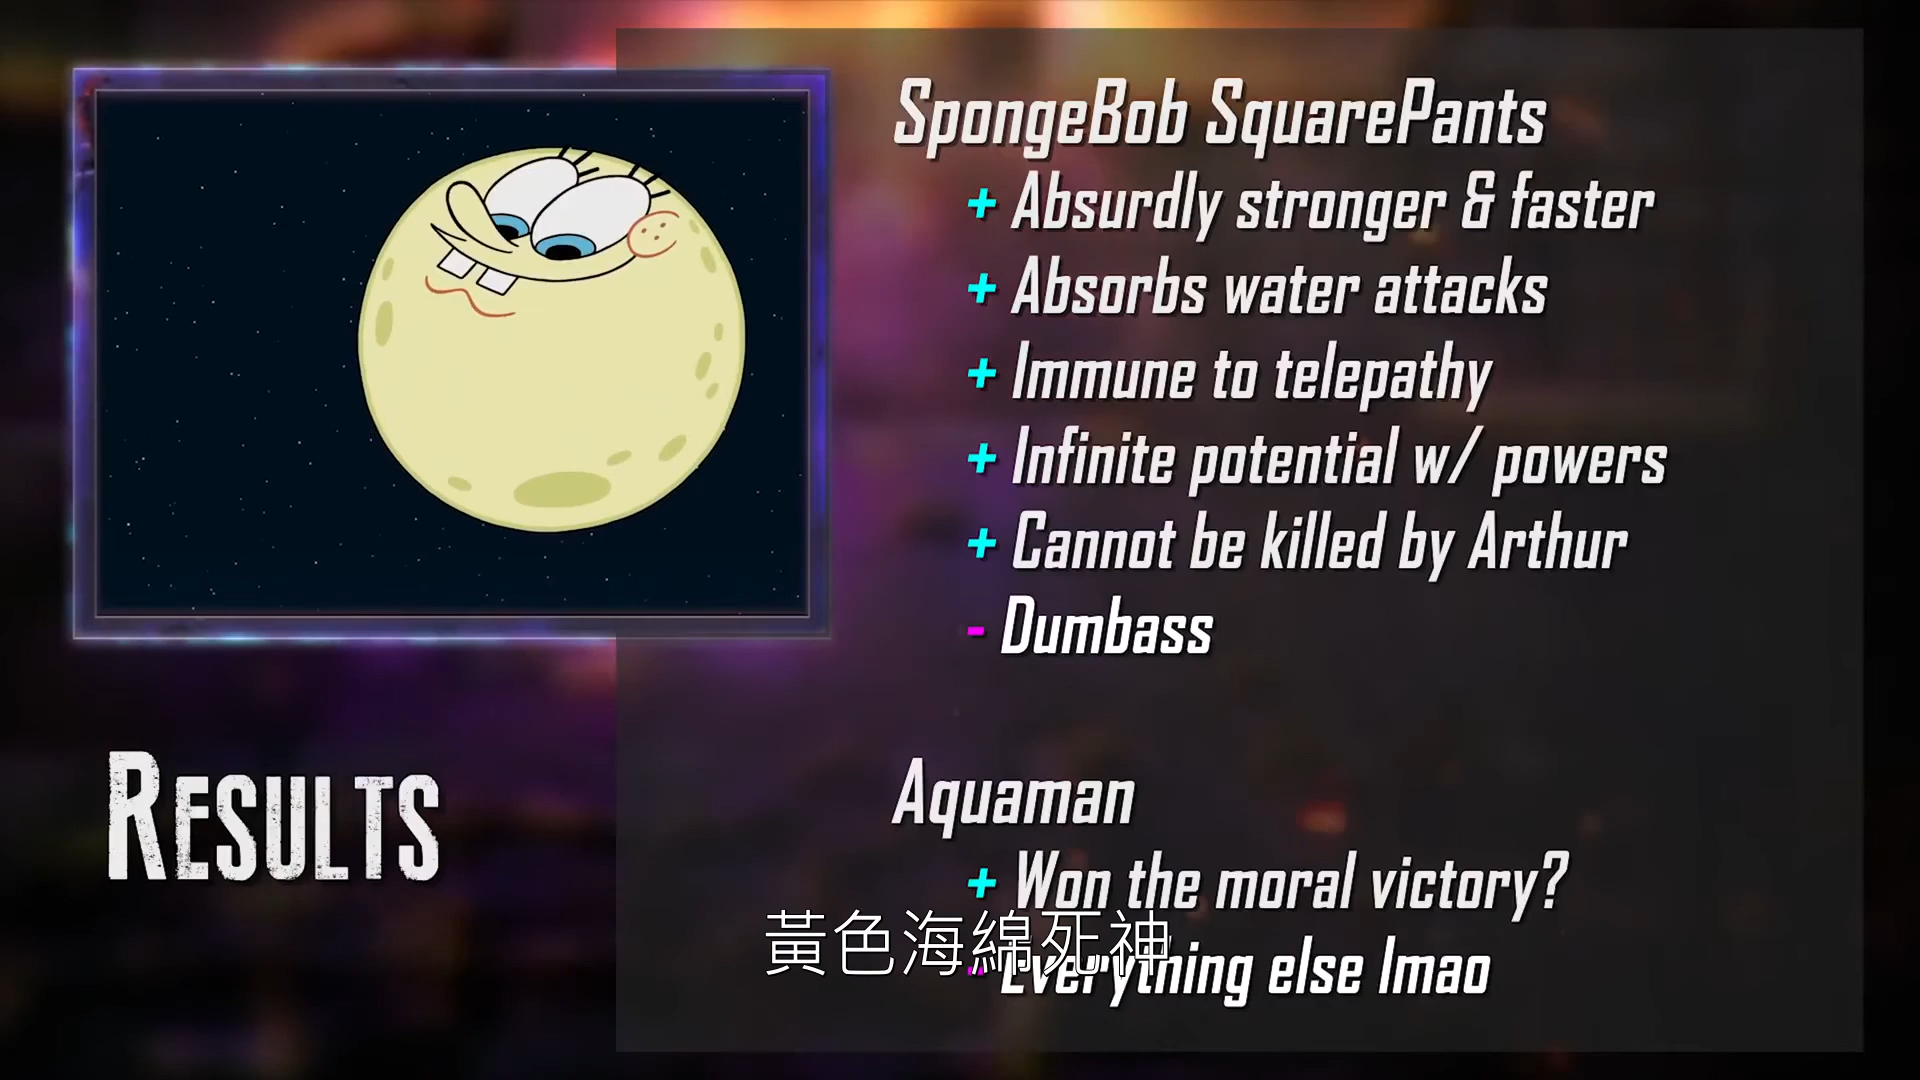 SpongeBob SquarePants
+ Absurdly stronger & faster
+ Absorbs water attacks
+ Immune to telepathy
+ Infinite potential w/ powers
+ Cannot be killed by Arthur
- Dumbass
RESULTS
Aquaman
+ Won the moral victory?
- Everything else lmao
黃色海綿死神